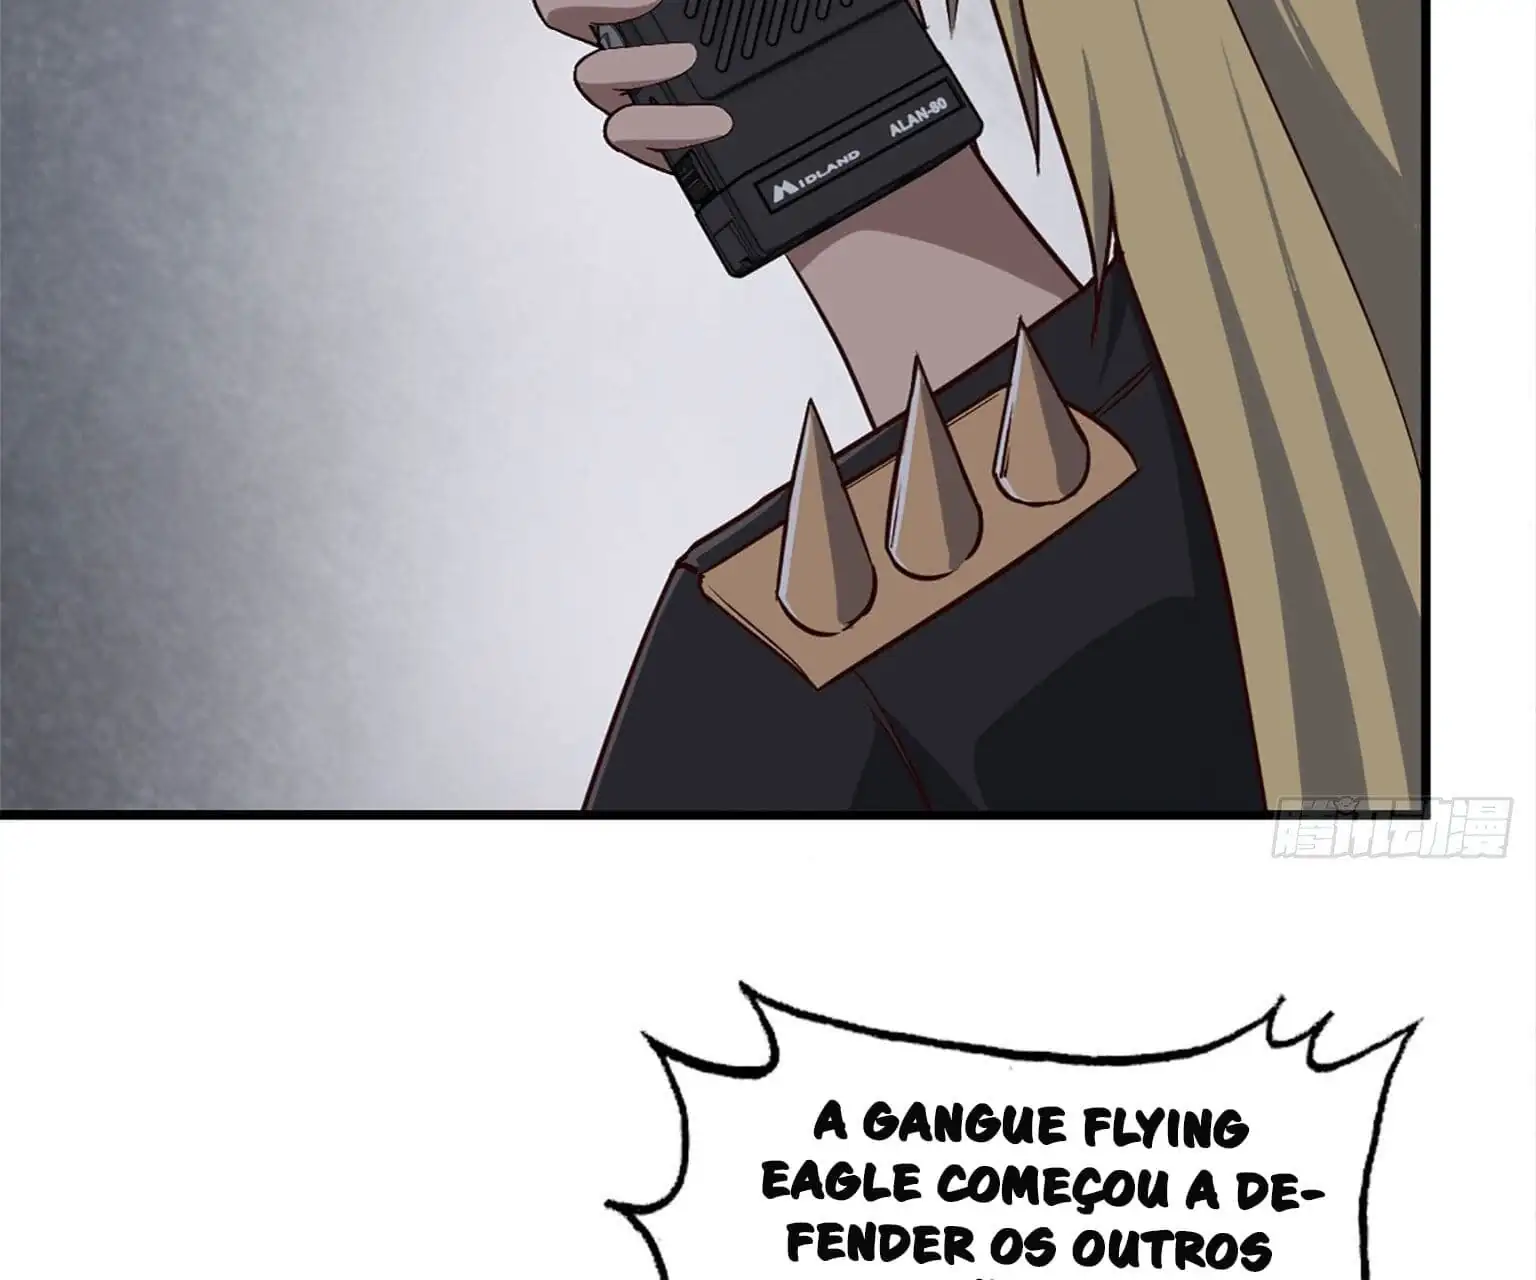 ALAN-80
MIDLAND
腾讯动漫
A GANGUE FLYING
EAGLE COMEÇOU A DE-
FENDER OS OUTROS